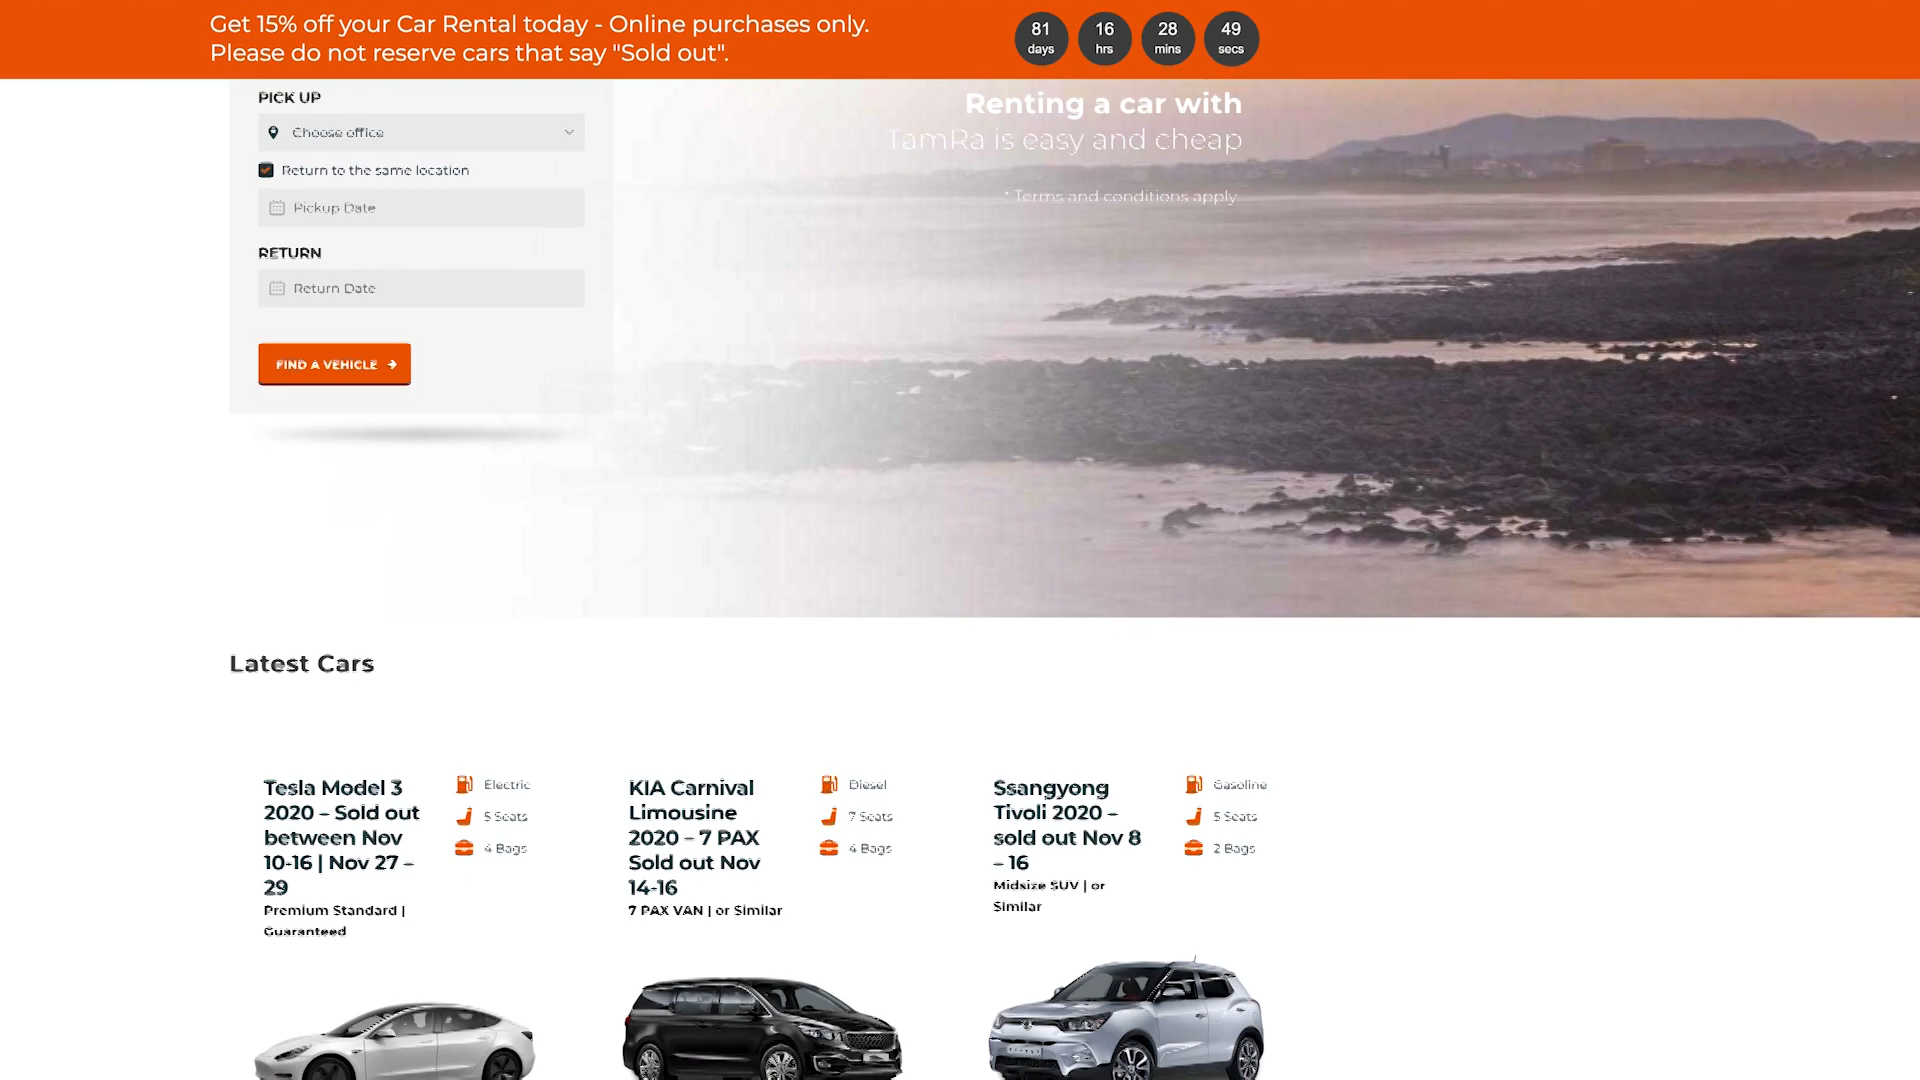 Get 15% off your Car Rental today - Online purchases only.
Please do not reserve cars that say "Sold out".
81 days
16 hrs
28 mins
49 secs
PICK UP
Choose office
Return to the same location
Pickup Date
RETURN
Return Date
FIND A VEHICLE
Renting a car with
TamRa is easy and cheap
* Terms and conditions apply.
Latest Cars
Tesla Model 3
2020 – Sold out
between Nov
10-16 | Nov 27 –
29
Premium Standard |
Guaranteed
Electric
5 Seats
4 Bags
KIA Carnival
Limousine
2020 – 7 PAX
Sold out Nov
14-16
7 PAX VAN | or Similar
Diesel
7 Seats
4 Bags
Ssangyong
Tivoli 2020 –
sold out Nov 8
– 16
Midsize SUV | or
Similar
Gasoline
5 Seats
2 Bags